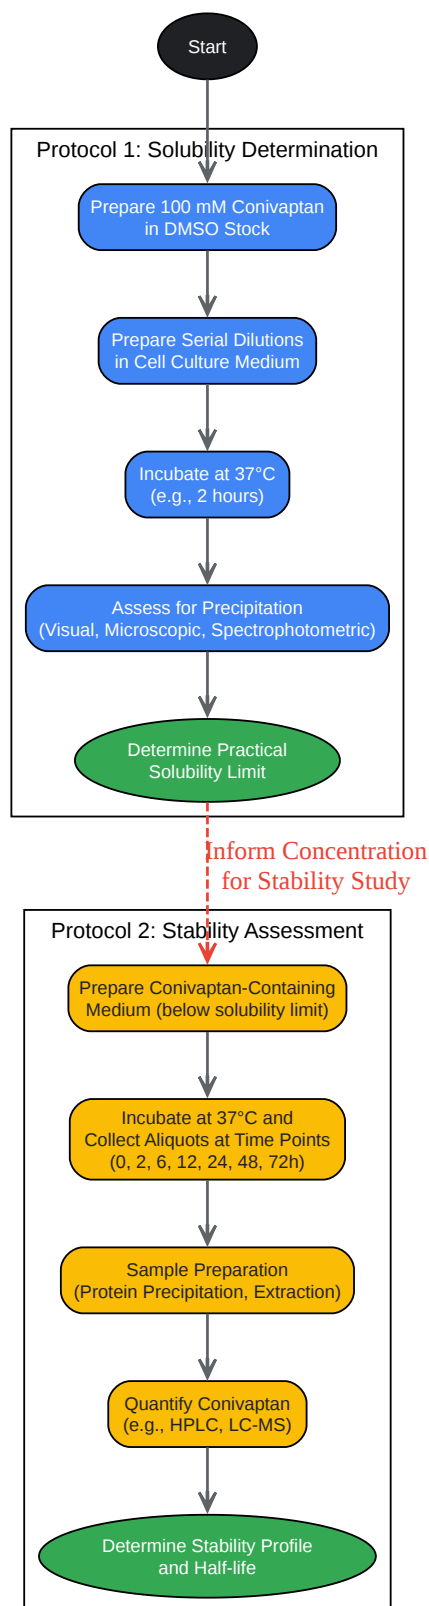 Start
Protocol 1: Solubility Determination
Prepare 100 mM Conivaptan
in DMSO Stock
Prepare Serial Dilutions
in Cell Culture Medium
Incubate at 37°C
(e.g., 2 hours)
Assess for Precipitation
(Visual, Microscopic, Spectrophotometric)
Determine Practical
Solubility Limit
Inform Concentration
for Stability Study
Protocol 2: Stability Assessment
Prepare Conivaptan-Containing
Medium (below solubility limit)
Incubate at 37°C and
Collect Aliquots at Time Points
(0, 2, 6, 12, 24, 48, 72h)
Sample Preparation
(Protein Precipitation, Extraction)
Quantify Conivaptan
(e.g., HPLC, LC-MS)
Determine Stability Profile
and Half-life